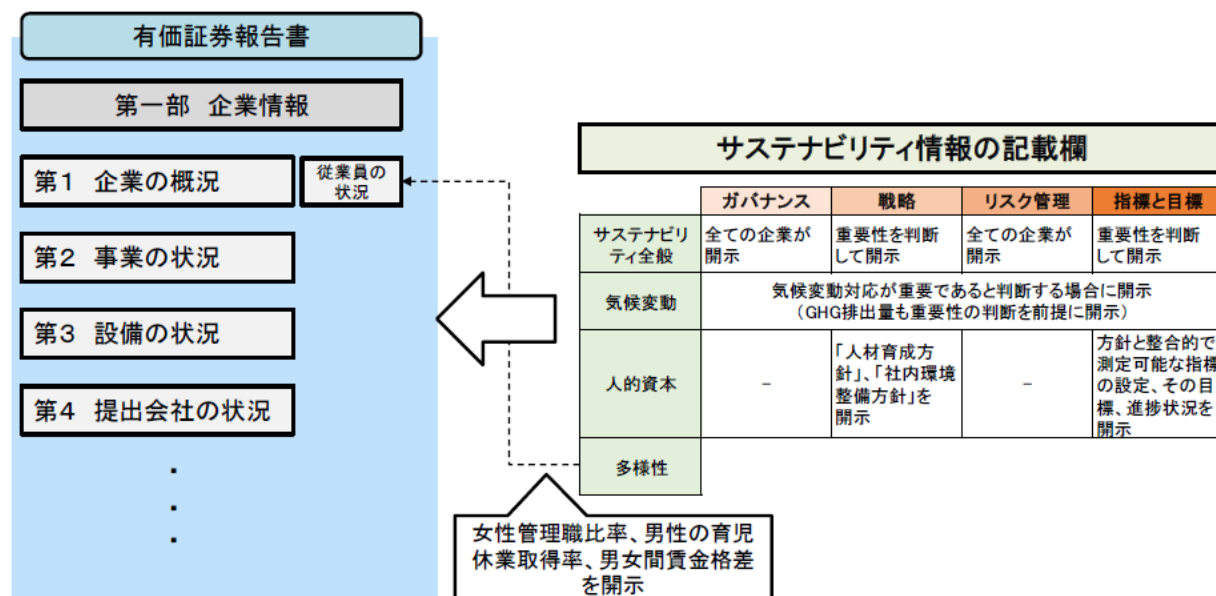 有価証券報告書
第一部 企業情報
第1 企業の概況
従業員の
状況
第2 事業の状況
第3 設備の状況
第4 提出会社の状況
・
・
・
サステナビリティ情報の記載欄
ガバナンス
戦略
リスク管理
指標と目標
サステナビリ
ティ全般
全ての企業が
開示
重要性を判断
して開示
全ての企業が
開示
重要性を判断
して開示
気候変動
気候変動対応が重要であると判断する場合に開示
（GHG排出量も重要性の判断を前提に開示）
人的資本
－
「人材育成方
針」、「社内環境
整備方針」を
開示
－
方針と整合的で
測定可能な指標
の設定、その目
標、進捗状況を
開示
多様性
女性管理職比率、男性の育児
休業取得率、男女間賃金格差
を開示